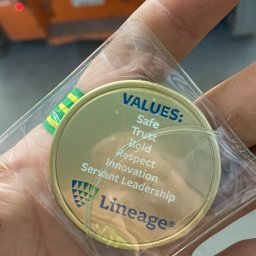 VALUES:
Safe
Trust
Bold
Respect
Innovation
Servant Leadership
Lineage®